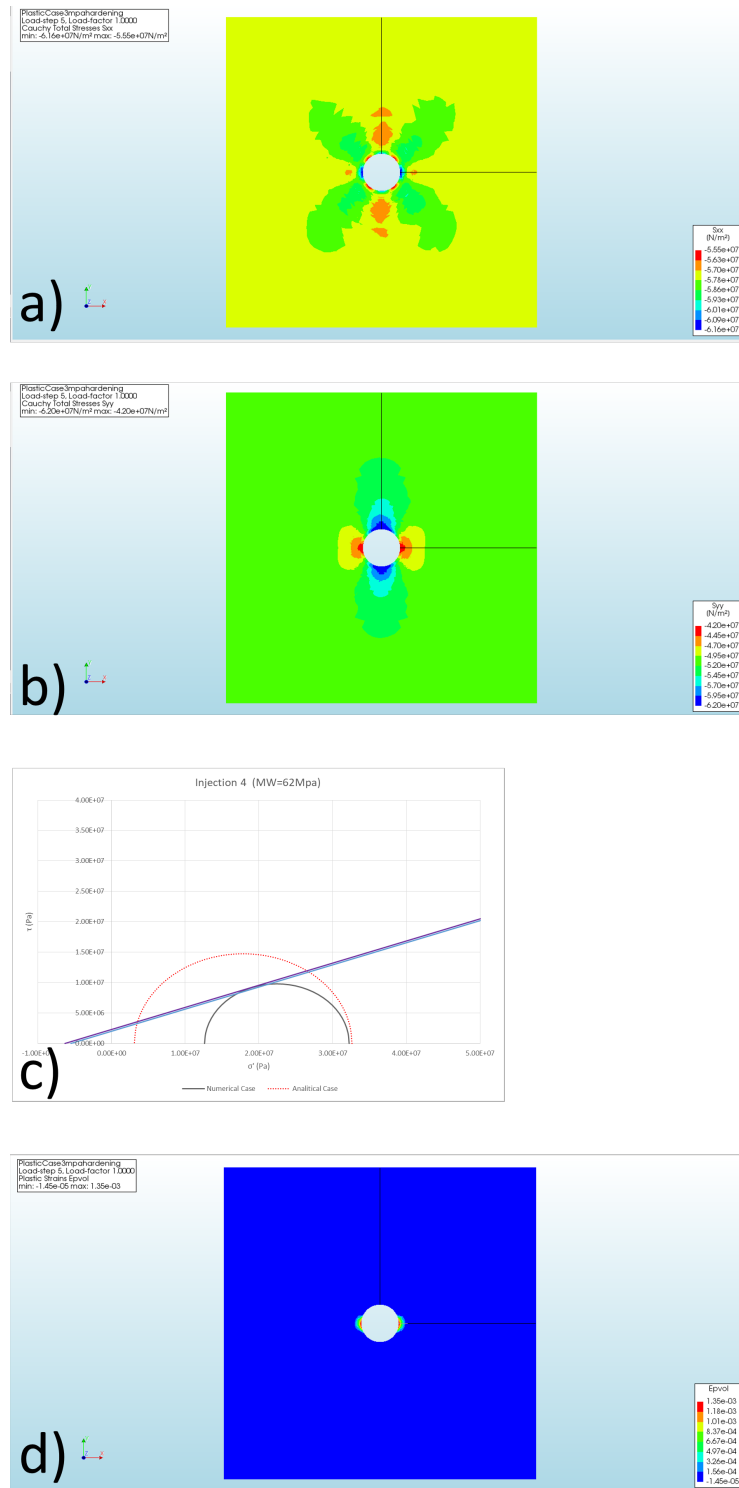 PlasticCase3mpahardening
Load-step 5, Load-factor 1.0000
Cauchy Total Stresses Sxx
min: -6.16e+07N/m² max: -5.55e+07N/m²
Sxx
(N/m²)
-5.55e+07
-5.63e+07
-5.70e+07
-5.78e+07
-5.86e+07
-5.93e+07
-6.01e+07
-6.09e+07
-6.16e+07
a)
Y
Z X
PlasticCase3mpahardening
Load-step 5, Load-factor 1.0000
Cauchy Total Stresses Syy
min: -6.20e+07N/m² max: -4.20e+07N/m²
Syy
(N/m²)
-4.20e+07
-4.45e+07
-4.70e+07
-4.95e+07
-5.20e+07
-5.45e+07
-5.70e+07
-5.95e+07
-6.20e+07
b)
Y
Z X
Injection 4 (MW=62Mpa)
4.00E+07
3.50E+07
3.00E+07
2.50E+07
2.00E+07
1.50E+07
1.00E+07
5.00E+06
0.00E+00
τ (Pa)
-1.00E+07 0.00E+00 1.00E+07 2.00E+07 3.00E+07 4.00E+07 5.00E+07
σ' (Pa)
Numerical Case Analitical Case
c)
PlasticCase3mpahardening
Load-step 5, Load-factor 1.0000
Plastic Strains Epvol
min: -1.45e-05 max: 1.35e-03
Epvol
1.35e-03
1.18e-03
1.01e-03
8.37e-04
6.67e-04
4.97e-04
3.26e-04
1.56e-04
-1.45e-05
d)
Y
Z X